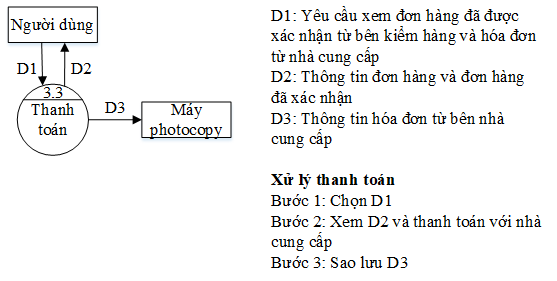 Người dùng
D1
D2
3.3
Thanh
toán
D3
Máy
photocopy
D1: Yêu cầu xem đơn hàng đã được
xác nhận từ bên kiểm hàng và hóa đơn
từ nhà cung cấp
D2: Thông tin đơn hàng và đơn hàng
đã xác nhận
D3: Thông tin hóa đơn từ bên nhà
cung cấp
Xử lý thanh toán
Bước 1: Chọn D1
Bước 2: Xem D2 và thanh toán với nhà
cung cấp
Bước 3: Sao lưu D3